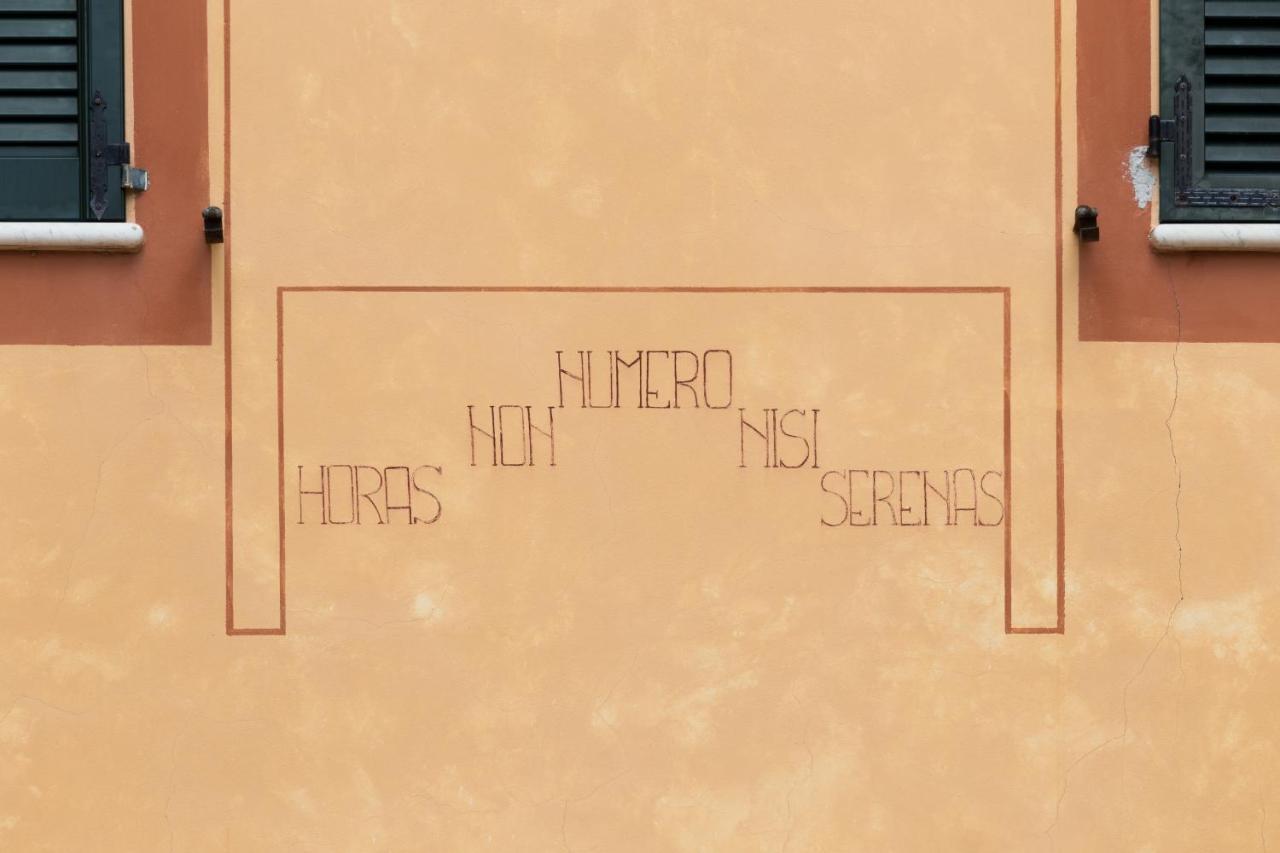 HORAS NON NUMERO NISI SERENAS